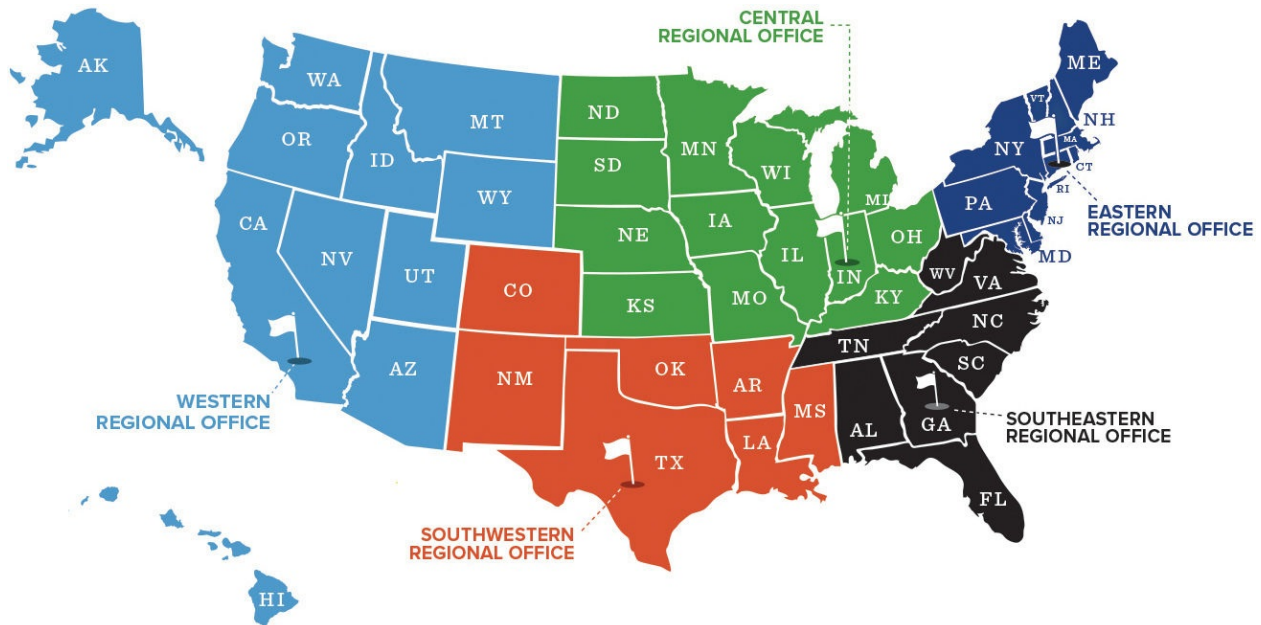 CENTRAL
REGIONAL OFFICE
AK
WA
MT
ND
MN
ME
VT
NH
OR
ID
SD
WI
NY
MA
CT
RI
WY
MI
PA
NJ
EASTERN
REGIONAL OFFICE
CA
NV
UT
NE
IA
IL
IN
OH
MD
CO
KS
MO
KY
WV
VA
AZ
NM
OK
AR
TN
NC
SC
WESTERN
REGIONAL OFFICE
TX
LA
MS
AL
GA
SOUTHEASTERN
REGIONAL OFFICE
FL
SOUTHWESTERN
REGIONAL OFFICE
HI